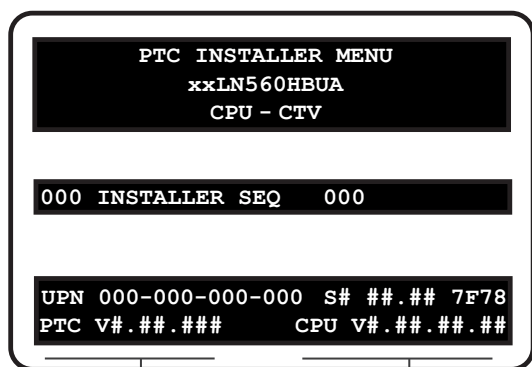 PTC INSTALLER MENU
xxLN560HBUA
CPU – CTV
000 INSTALLER SEQ 000
UPN 000-000-000-000 S# ##.## 7F78
PTC V#.##.### CPU V#.##.##.##